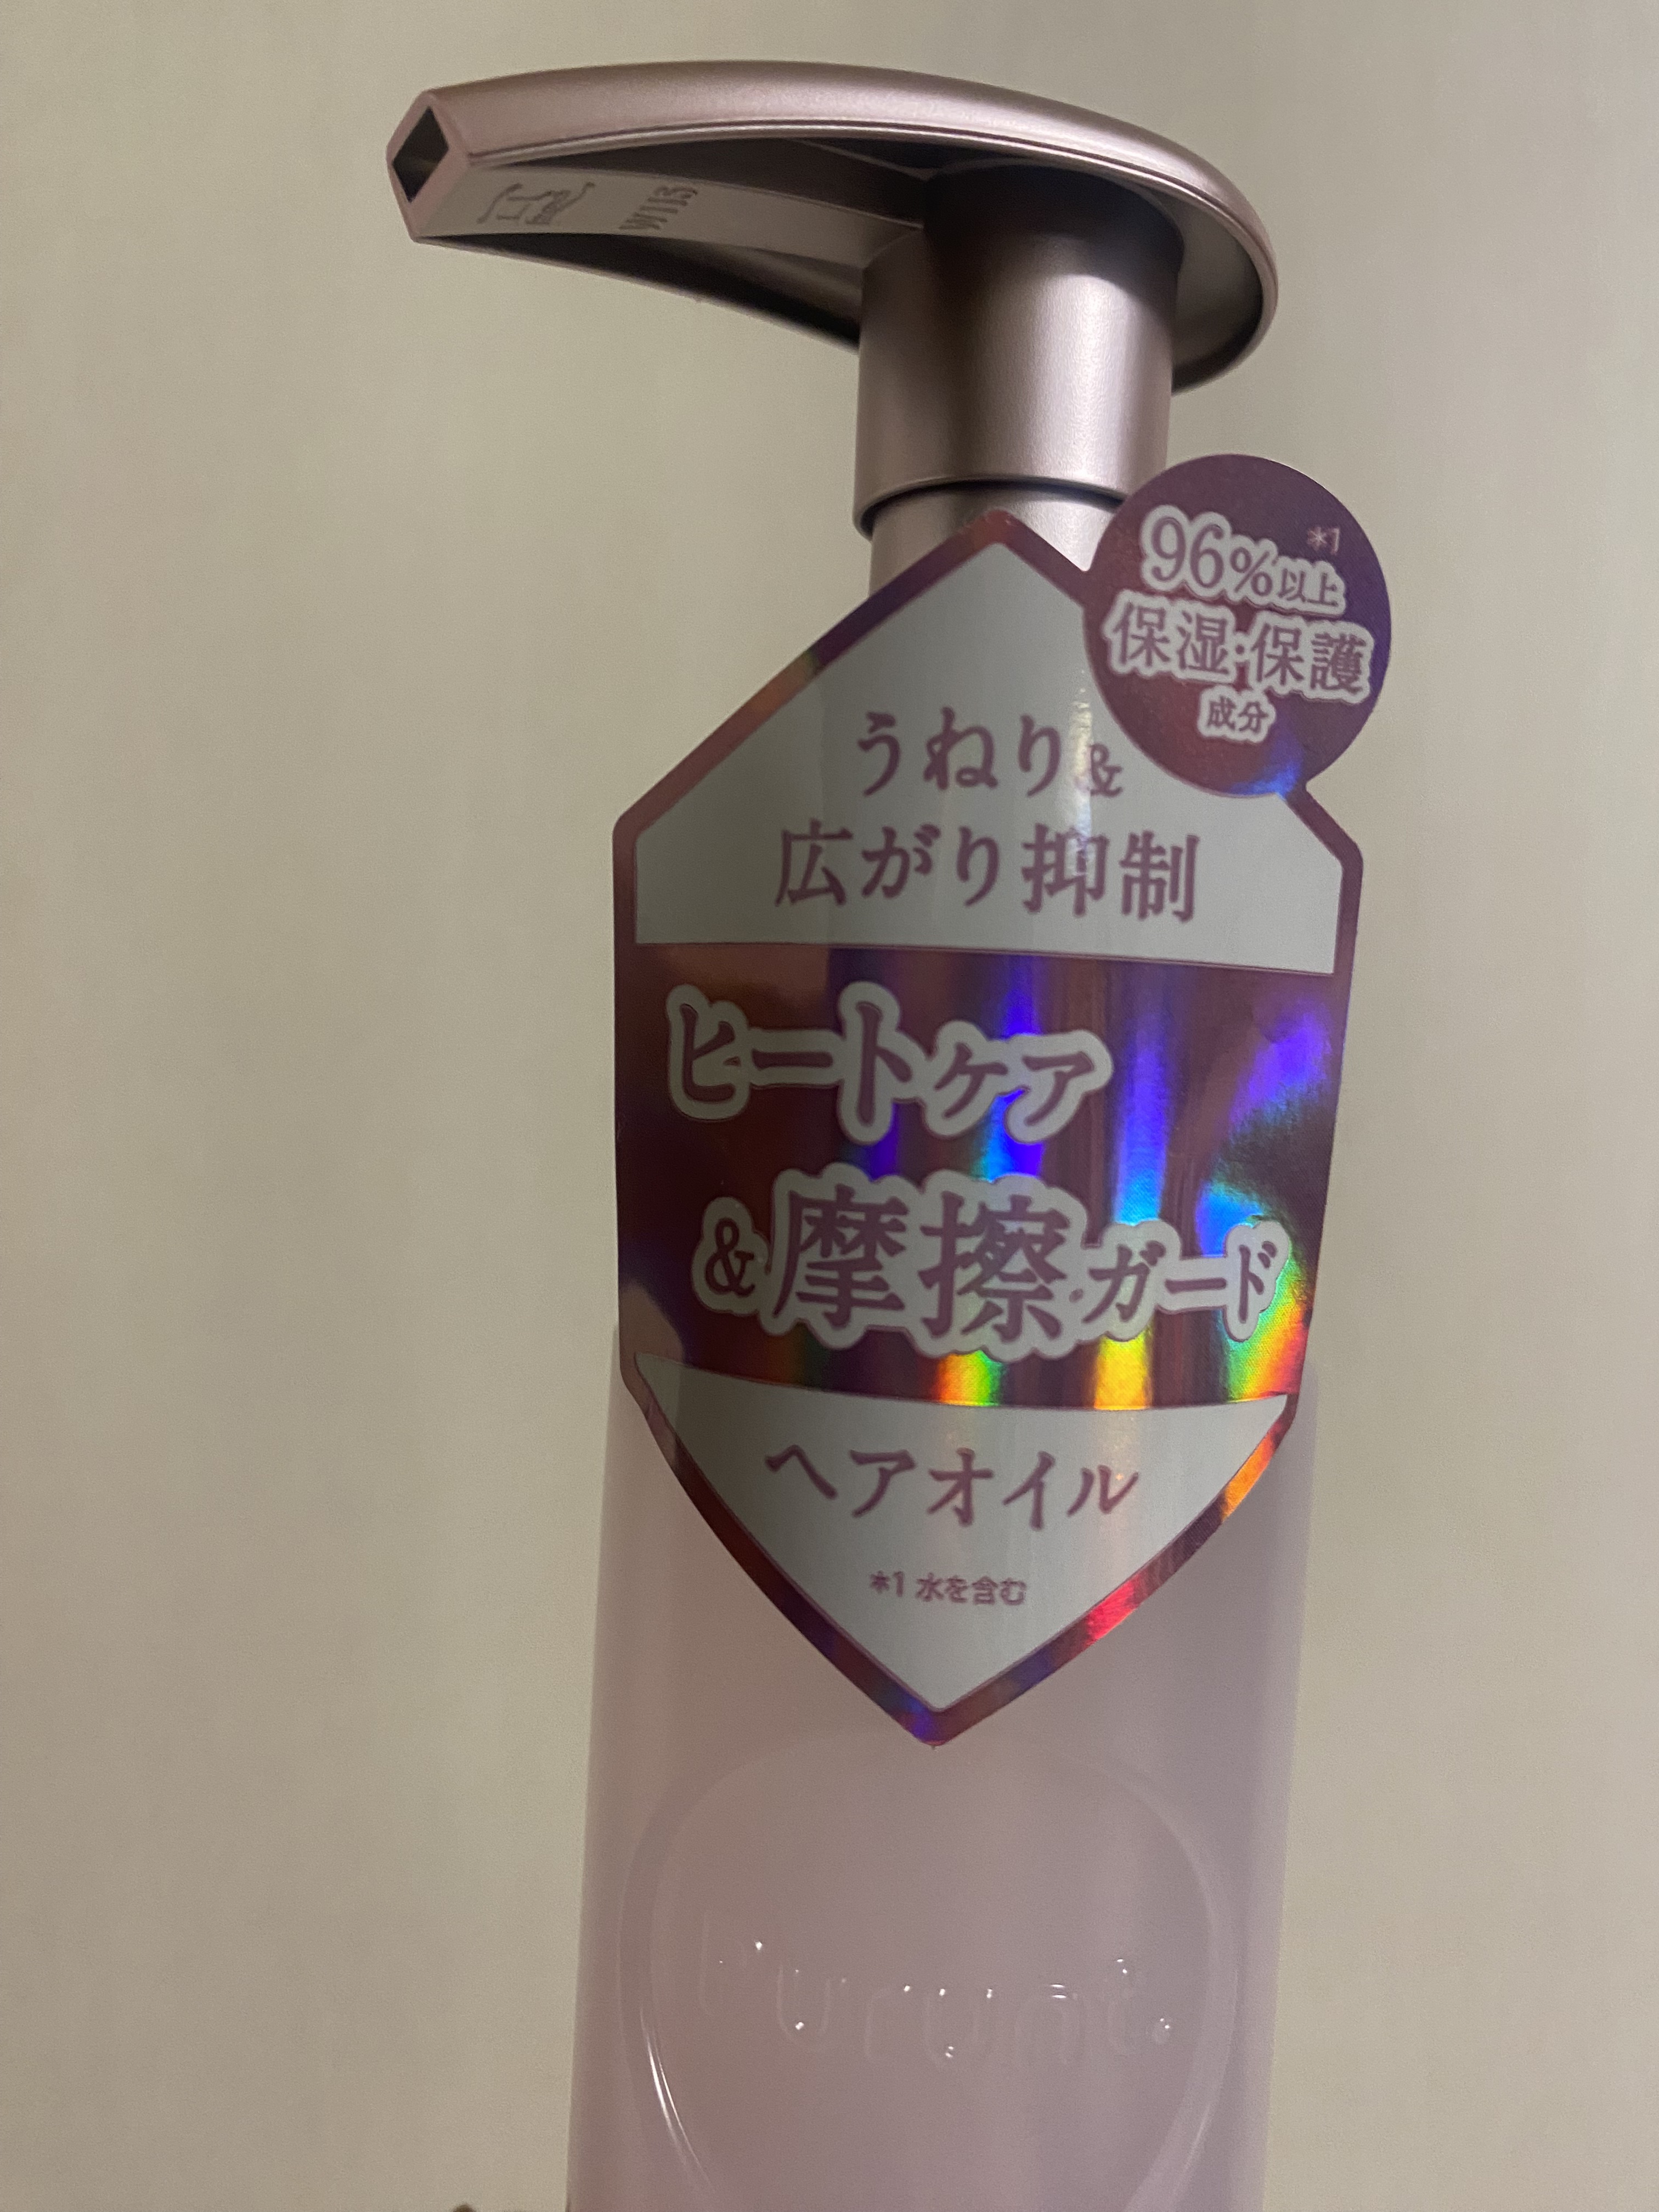 W113
96%以上*1
保湿・保護
成分
うねり&
広がり抑制
ヒートケア
&摩擦ガード
ヘアオイル
*1 水を含む
Purunt.